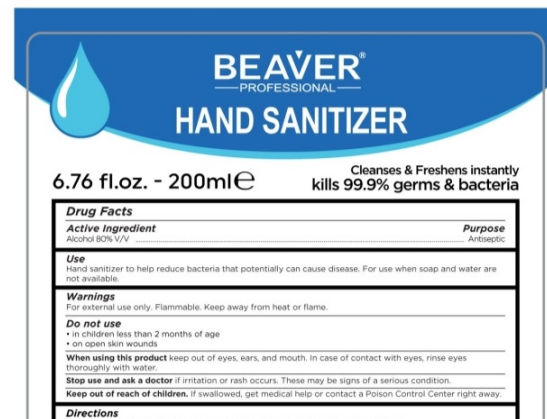 BEAVER®
PROFESSIONAL
HAND SANITIZER
6.76 fl.oz. - 200ml℮
Cleanses & Freshens instantly
kills 99.9% germs & bacteria
Drug Facts
Active Ingredient Purpose
Alcohol 80% V/V Antiseptic
Use
Hand sanitizer to help reduce bacteria that potentially can cause disease. For use when soap and water are
not available.
Warnings
For external use only. Flammable. Keep away from heat or flame.
Do not use
• in children less than 2 months of age
• on open skin wounds
When using this product keep out of eyes, ears, and mouth. In case of contact with eyes, rinse eyes
thoroughly with water.
Stop use and ask a doctor if irritation or rash occurs. These may be signs of a serious condition.
Keep out of reach of children. If swallowed, get medical help or contact a Poison Control Center right away.
Directions